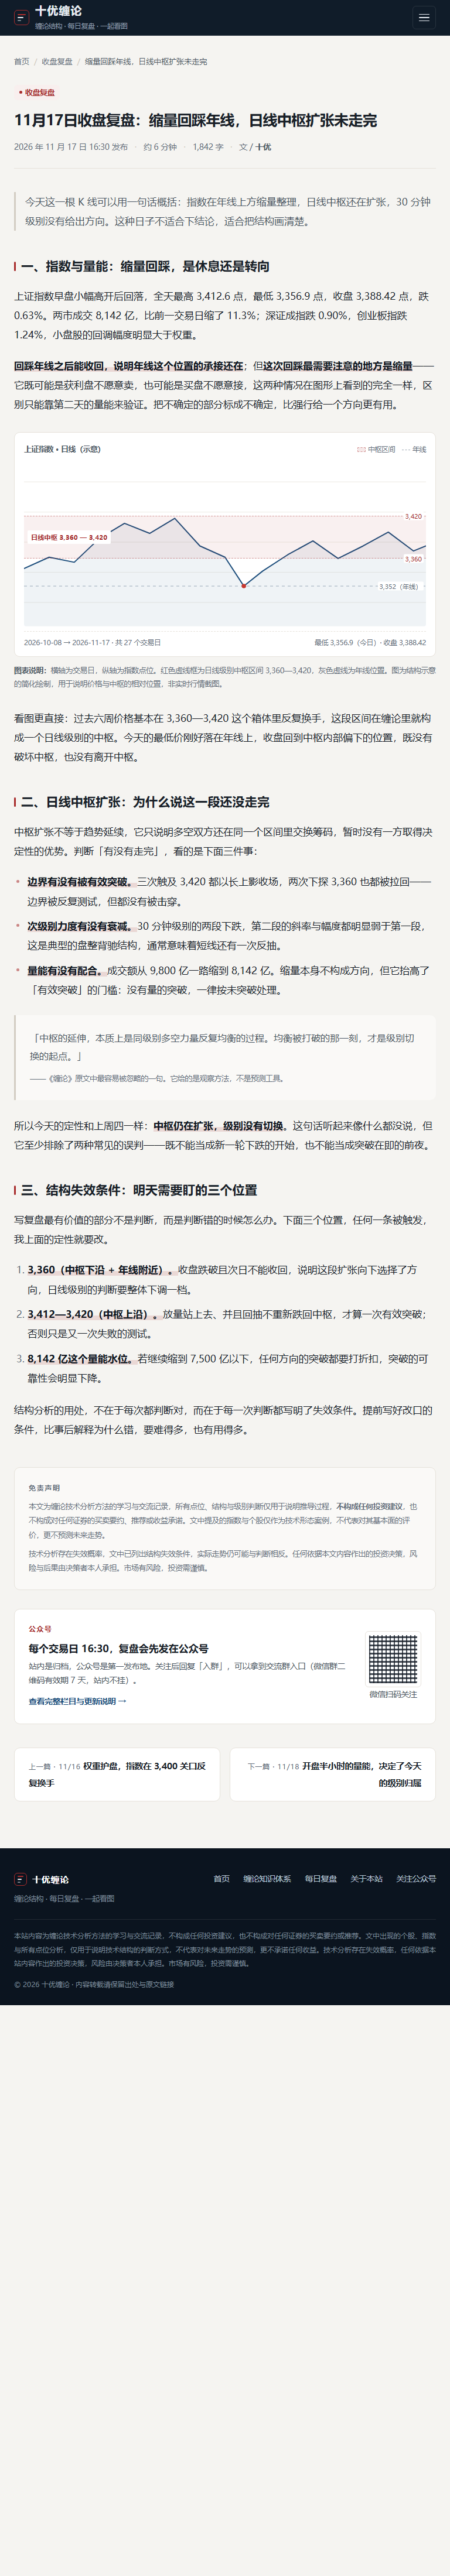 十优缠论
缠论结构 · 每日复盘 · 一起看图
首页 / 收盘复盘 / 缩量回踩年线，日线中枢扩张未走完
• 收盘复盘
11月17日收盘复盘：缩量回踩年线，日线中枢扩张未走完
2026 年 11 月 17 日 16:30 发布 · 约 6 分钟 · 1,842 字 · 文 / 十优
今天这一根 K 线可以用一句话概括：指数在年线上方缩量整理，日线中枢还在扩张，30 分钟
级别没有给出方向。这种日子不适合下结论，适合把结构画清楚。
一、指数与量能：缩量回踩，是休息还是转向
上证指数早盘小幅高开后回落，全天最高 3,412.6 点，最低 3,356.9 点，收盘 3,388.42 点，跌
0.63%。两市成交 8,142 亿，比前一交易日缩了 11.3%；深证成指跌 0.90%，创业板指跌
1.24%，小盘股的回调幅度明显大于权重。
回踩年线之后能收回，说明年线这个位置的承接还在；但这次回踩最需要注意的地方是缩量——
它既可能是获利盘不愿意卖，也可能是买盘不愿意接，这两种情况在图形上看到的完全一样，区
别只能靠第二天的量能来验证。把不确定的部分标成不确定，比强行给一个方向更有用。
上证指数 • 日线（示意）
中枢区间 年线
3,420
日线中枢 3,360 — 3,420
3,360
3,352（年线）
2026-10-08 → 2026-11-17 · 共 27 个交易日
最低 3,356.9（今日）· 收盘 3,388.42
图表说明：横轴为交易日，纵轴为指数点位。红色虚线框为日线级别中枢区间 3,360—3,420，灰色虚线为年线位置。图为结构示意
的简化绘制，用于说明价格与中枢的相对位置，非实时行情截图。
看图更直接：过去六周价格基本在 3,360—3,420 这个箱体里反复换手，这段区间在缠论里就构
成一个日线级别的中枢。今天的最低价刚好落在年线上，收盘回到中枢内部偏下的位置，既没有
破坏中枢，也没有离开中枢。
二、日线中枢扩张：为什么说这一段还没走完
中枢扩张不等于趋势延续，它只说明多空双方还在同一个区间里交换筹码，暂时没有一方取得决
定性的优势。判断「有没有走完」，看的是下面三件事：
• 边界有没有被有效突破。三次触及 3,420 都以长上影收场，两次下探 3,360 也都被拉回——
边界被反复测试，但都没有被击穿。
• 次级别力度有没有衰减。30 分钟级别的两段下跌，第二段的斜率与幅度都明显弱于第一段，
这是典型的盘整背驰结构，通常意味着短线还有一次反抽。
• 量能有没有配合。成交额从 9,800 亿一路缩到 8,142 亿。缩量本身不构成方向，但它抬高了
「有效突破」的门槛：没有量的突破，一律按未突破处理。
「中枢的延伸，本质上是同级别多空力量反复均衡的过程。均衡被打破的那一刻，才是级别切
换的起点。」
——《缠论》原文中最容易被忽略的一句。它给的是观察方法，不是预测工具。
所以今天的定性和上周四一样：中枢仍在扩张，级别没有切换。这句话听起来像什么都没说，但
它至少排除了两种常见的误判——既不能当成新一轮下跌的开始，也不能当成突破在即的前夜。
三、结构失效条件：明天需要盯的三个位置
写复盘最有价值的部分不是判断，而是判断错的时候怎么办。下面三个位置，任何一条被触发，
我上面的定性就要改。
1. 3,360（中枢下沿 + 年线附近）。收盘跌破且次日不能收回，说明这段扩张向下选择了方
向，日线级别的判断要整体下调一档。
2. 3,412—3,420（中枢上沿）。放量站上去、并且回抽不重新跌回中枢，才算一次有效突破；
否则只是又一次失败的测试。
3. 8,142 亿这个量能水位。若继续缩到 7,500 亿以下，任何方向的突破都要打折扣，突破的可
靠性会明显下降。
结构分析的用处，不在于每次都判断对，而在于每一次判断都写明了失效条件。提前写好改口的
条件，比事后解释为什么错，要难得多，也有用得多。
免责声明
本文为缠论技术分析方法的学习与交流记录，所有点位、结构与级别判断仅用于说明推导过程，不构成任何投资建议，也
不构成对任何证券的买卖要约、推荐或收益承诺。文中提及的指数与个股仅作为技术形态案例，不代表对其基本面的评
价，更不预测未来走势。
技术分析存在失效概率，文中已列出结构失效条件，实际走势仍可能与判断相反。任何依据本文内容作出的投资决策，风
险与后果由决策者本人承担。市场有风险，投资需谨慎。
公众号
每个交易日 16:30，复盘会先发在公众号
站内是归档，公众号是第一发布地。关注后回复「入群」，可以拿到交流群入口（微信群二
维码有效期 7 天，站内不挂）。
查看完整栏目与更新说明 →
微信扫码关注
上一篇 · 11/16 权重护盘，指数在 3,400 关口反
复换手
下一篇 · 11/18 开盘半小时的量能，决定了今天
的级别归属
十优缠论
缠论结构 · 每日复盘 · 一起看图
首页 缠论知识体系 每日复盘 关于本站 关注公众号
本站内容为缠论技术分析方法的学习与交流记录，不构成任何投资建议，也不构成对任何证券的买卖要约或推荐。文中出现的个股、指数
与所有点位分析，仅用于说明技术结构的判断方式，不代表对未来走势的预测，更不承诺任何收益。技术分析存在失效概率，任何依据本
站内容作出的投资决策，风险由决策者本人承担。市场有风险，投资需谨慎。
© 2026 十优缠论 · 内容转载请保留出处与原文链接